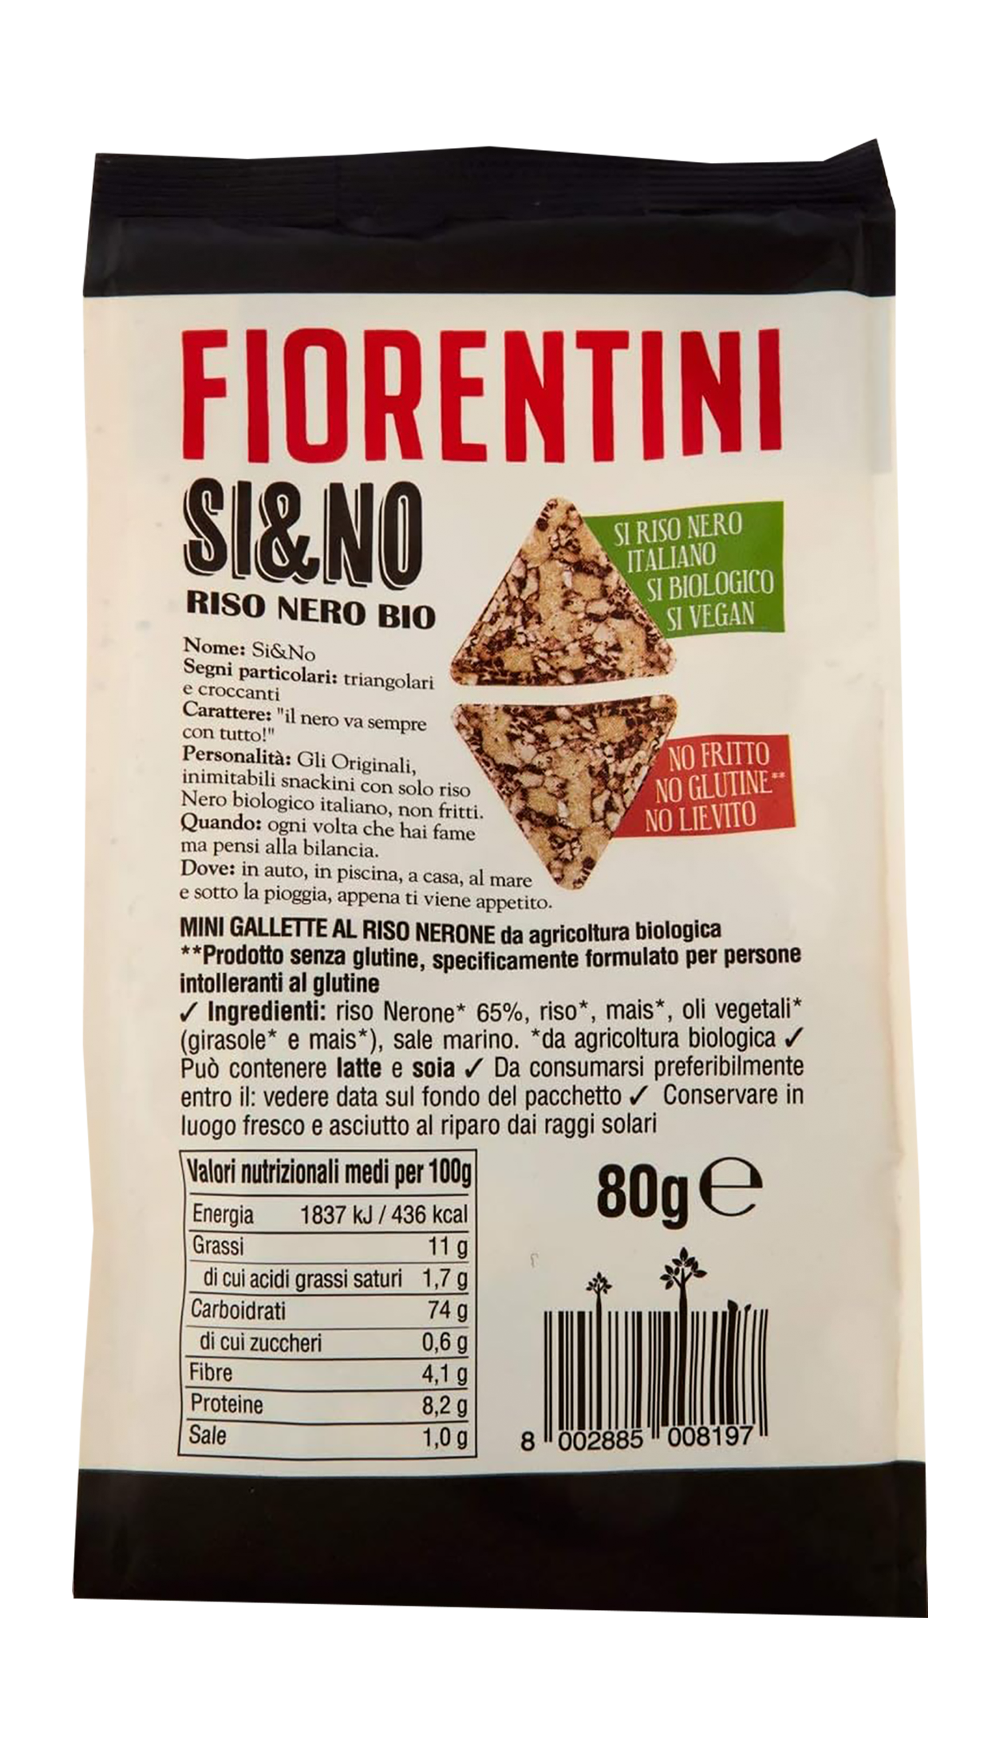 FIORENTINI
SI&NO
RISO NERO BIO
SI RISO NERO
ITALIANO
SI BIOLOGICO
SI VEGAN
NO FRITTO
NO GLUTINE**
NO LIEVITO
Nome: Si&No
Segni particolari: triangolari
e croccanti
Carattere: "il nero va sempre
con tutto!"
Personalità: Gli Originali,
inimitabili snackini con solo riso
Nero biologico italiano, non fritti.
Quando: ogni volta che hai fame
ma pensi alla bilancia.
Dove: in auto, in piscina, a casa, al mare
e sotto la pioggia, appena ti viene appetito.
MINI GALLETTE AL RISO NERONE da agricoltura biologica
**Prodotto senza glutine, specificamente formulato per persone
intolleranti al glutine
✓ Ingredienti: riso Nerone* 65%, riso*, mais*, oli vegetali*
(girasole* e mais*), sale marino. *da agricoltura biologica ✓
Può contenere latte e soia ✓ Da consumarsi preferibilmente
entro il: vedere data sul fondo del pacchetto ✓ Conservare in
luogo fresco e asciutto al riparo dai raggi solari
Valori nutrizionali medi per 100g
Energia 1837 kJ / 436 kcal
Grassi 11 g
di cui acidi grassi saturi 1,7 g
Carboidrati 74 g
di cui zuccheri 0,6 g
Fibre 4,1 g
Proteine 8,2 g
Sale 1,0 g
80g e
8 002885 008197